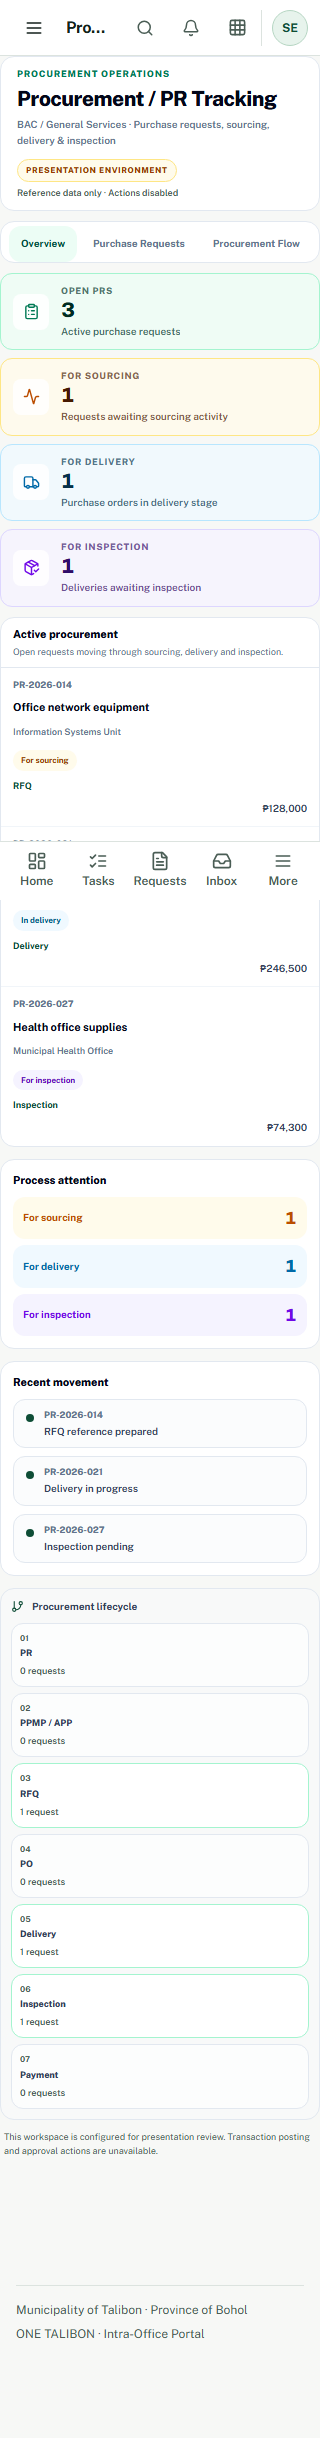 Pro...
SE
PROCUREMENT OPERATIONS
Procurement / PR Tracking
BAC / General Services · Purchase requests, sourcing,
delivery & inspection
PRESENTATION ENVIRONMENT
Reference data only · Actions disabled
Overview
Purchase Requests
Procurement Flow
OPEN PRS
3
Active purchase requests
FOR SOURCING
1
Requests awaiting sourcing activity
FOR DELIVERY
1
Purchase orders in delivery stage
FOR INSPECTION
1
Deliveries awaiting inspection
Active procurement
Open requests moving through sourcing, delivery and inspection.
PR-2026-014
Office network equipment
Information Systems Unit
For sourcing
RFQ
₱128,000
Home
Tasks
Requests
Inbox
More
In delivery
Delivery
₱246,500
PR-2026-027
Health office supplies
Municipal Health Office
For inspection
Inspection
₱74,300
Process attention
For sourcing
1
For delivery
1
For inspection
1
Recent movement
PR-2026-014
RFQ reference prepared
PR-2026-021
Delivery in progress
PR-2026-027
Inspection pending
Procurement lifecycle
01
PR
0 requests
02
PPMP / APP
0 requests
03
RFQ
1 request
04
PO
0 requests
05
Delivery
1 request
06
Inspection
1 request
07
Payment
0 requests
This workspace is configured for presentation review. Transaction posting
and approval actions are unavailable.
Municipality of Talibon · Province of Bohol
ONE TALIBON · Intra-Office Portal